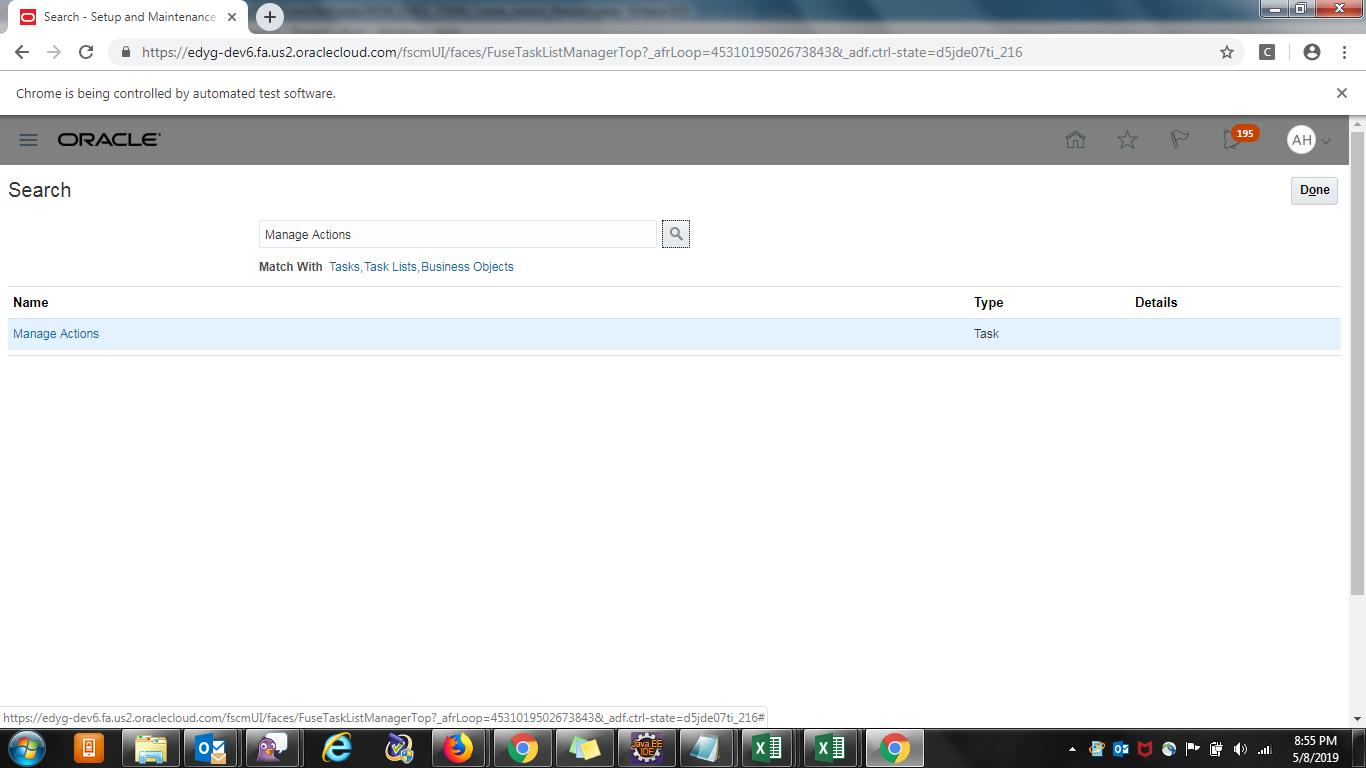 Search - Setup and Maintenance
https://edyg-dev6.fa.us2.oraclecloud.com/fscmUI/faces/FuseTaskListManagerTop?_afrLoop=4531019502673843&_adf.ctrl-state=d5jde07ti_216
C
Chrome is being controlled by automated test software.
ORACLE
195
AH
Search
Done
Manage Actions
Match With Tasks, Task Lists, Business Objects
Name Type Details
Manage Actions Task
https://edyg-dev6.fa.us2.oraclecloud.com/fscmUI/faces/FuseTaskListManagerTop?_afrLoop=4531019502673843&_adf.ctrl-state=d5jde07ti_216#
Java EE
IDE
8:55 PM
5/8/2019